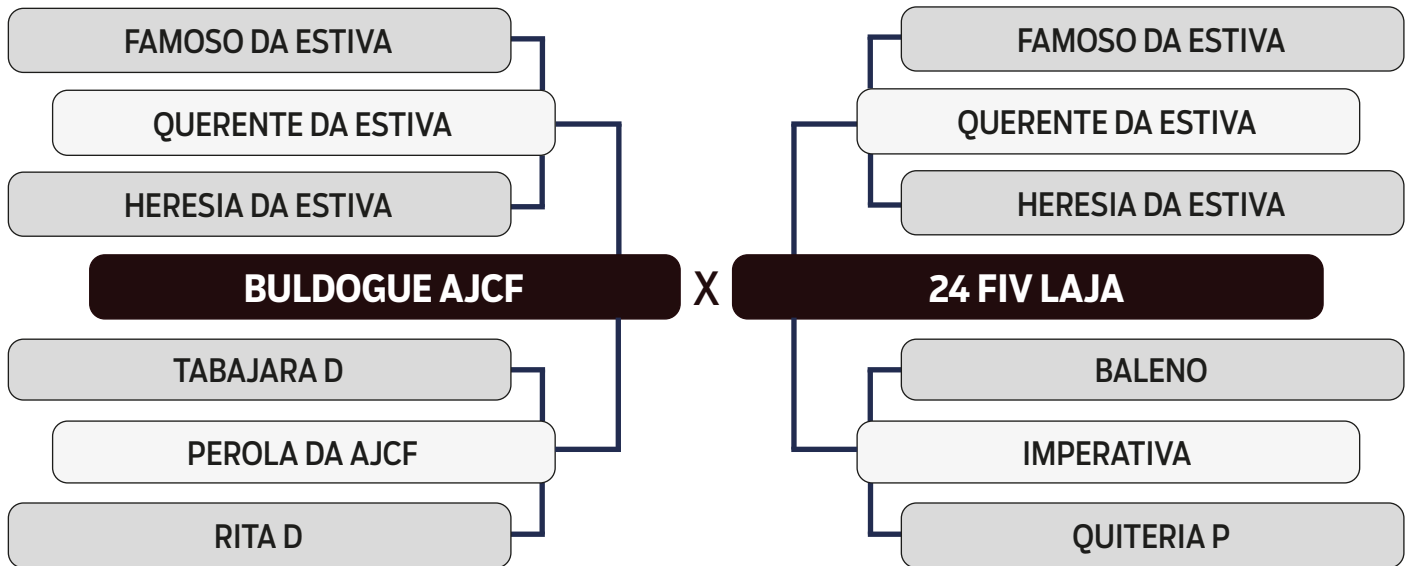 FAMOSO DA ESTIVA
QUERENTE DA ESTIVA
HERESIA DA ESTIVA
BULDOGUE AJCF
TABAJARA D
PEROLA DA AJCF
RITA D
X
FAMOSO DA ESTIVA
QUERENTE DA ESTIVA
HERESIA DA ESTIVA
24 FIV LAJA
BALENO
IMPERATIVA
QUITERIA P